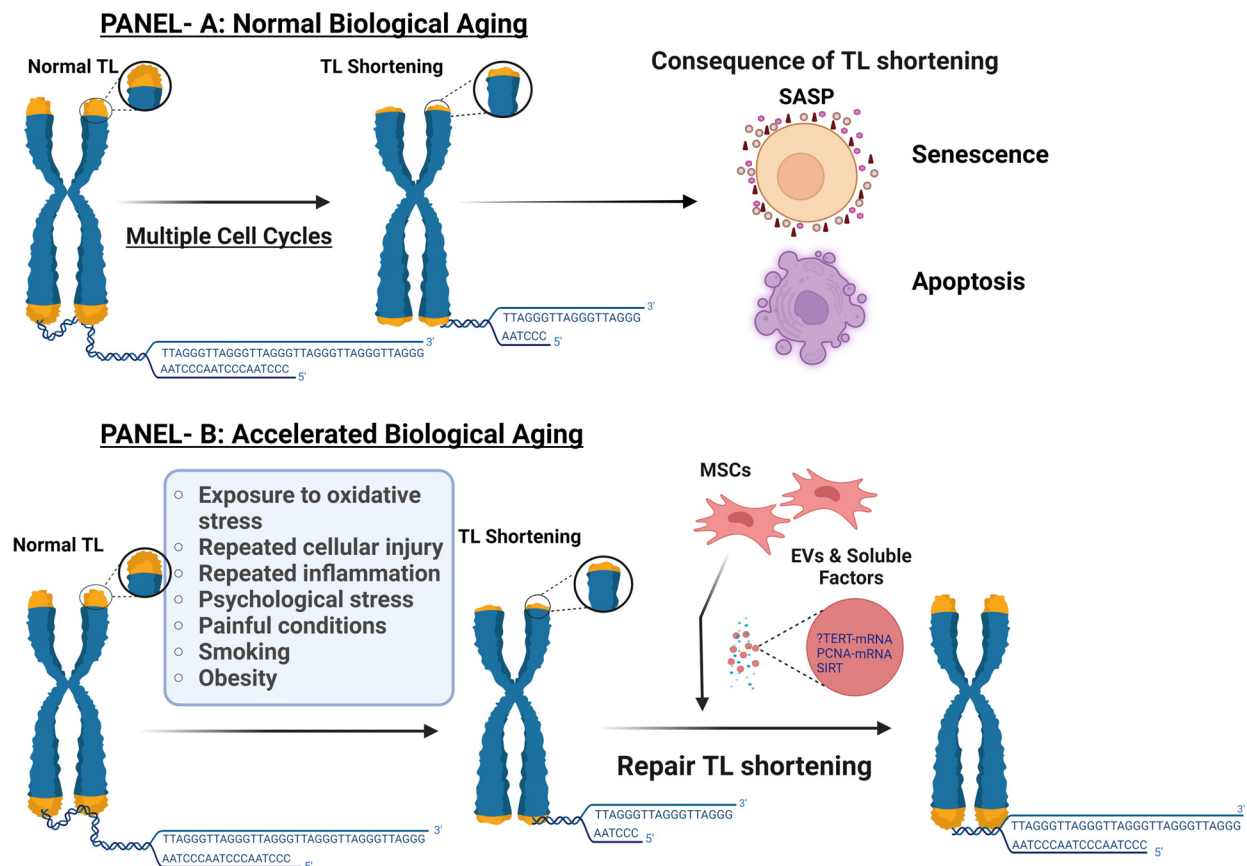 PANEL- A: Normal Biological Aging
Normal TL
TL Shortening
Consequence of TL shortening
SASP
Senescence
Multiple Cell Cycles
Apoptosis
3'
TTAGGGTTAGGGTTAGGG
AATCCC
5'
3'
TTAGGGTTAGGGTTAGGGTTAGGGTTAGGGTTAGGG
AATCCCAATCCCAATCCC
5'
PANEL- B: Accelerated Biological Aging
Normal TL
○ Exposure to oxidative
stress
○ Repeated cellular injury
○ Repeated inflammation
○ Psychological stress
○ Painful conditions
○ Smoking
○ Obesity
TL Shortening
MSCs
EVs & Soluble
Factors
?TERT-mRNA
PCNA-mRNA
SIRT
Repair TL shortening
3'
TTAGGGTTAGGGTTAGGGTTAGGGTTAGGGTTAGGG
AATCCCAATCCCAATCCC
5'
3'
TTAGGGTTAGGGTTAGGG
AATCCC
5'
3'
TTAGGGTTAGGGTTAGGGTTAGGGTTAGGG
AATCCCAATCCCAATCCC
5'